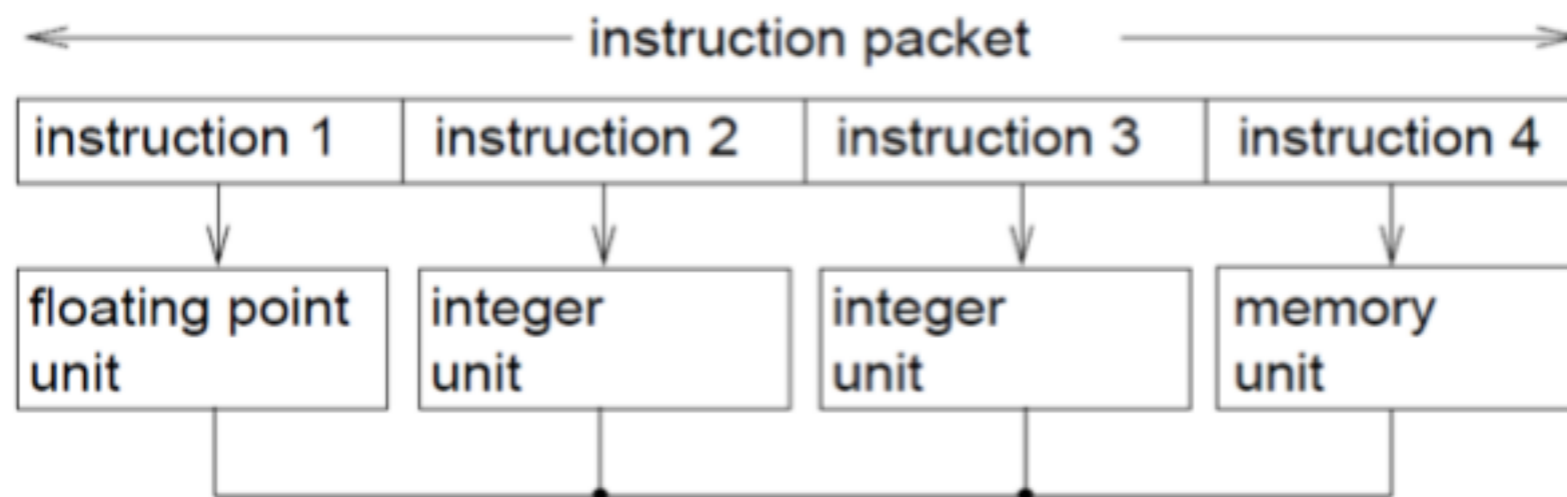 instruction packet
instruction 1 instruction 2 instruction 3 instruction 4
floating point unit
integer unit
integer unit
memory unit